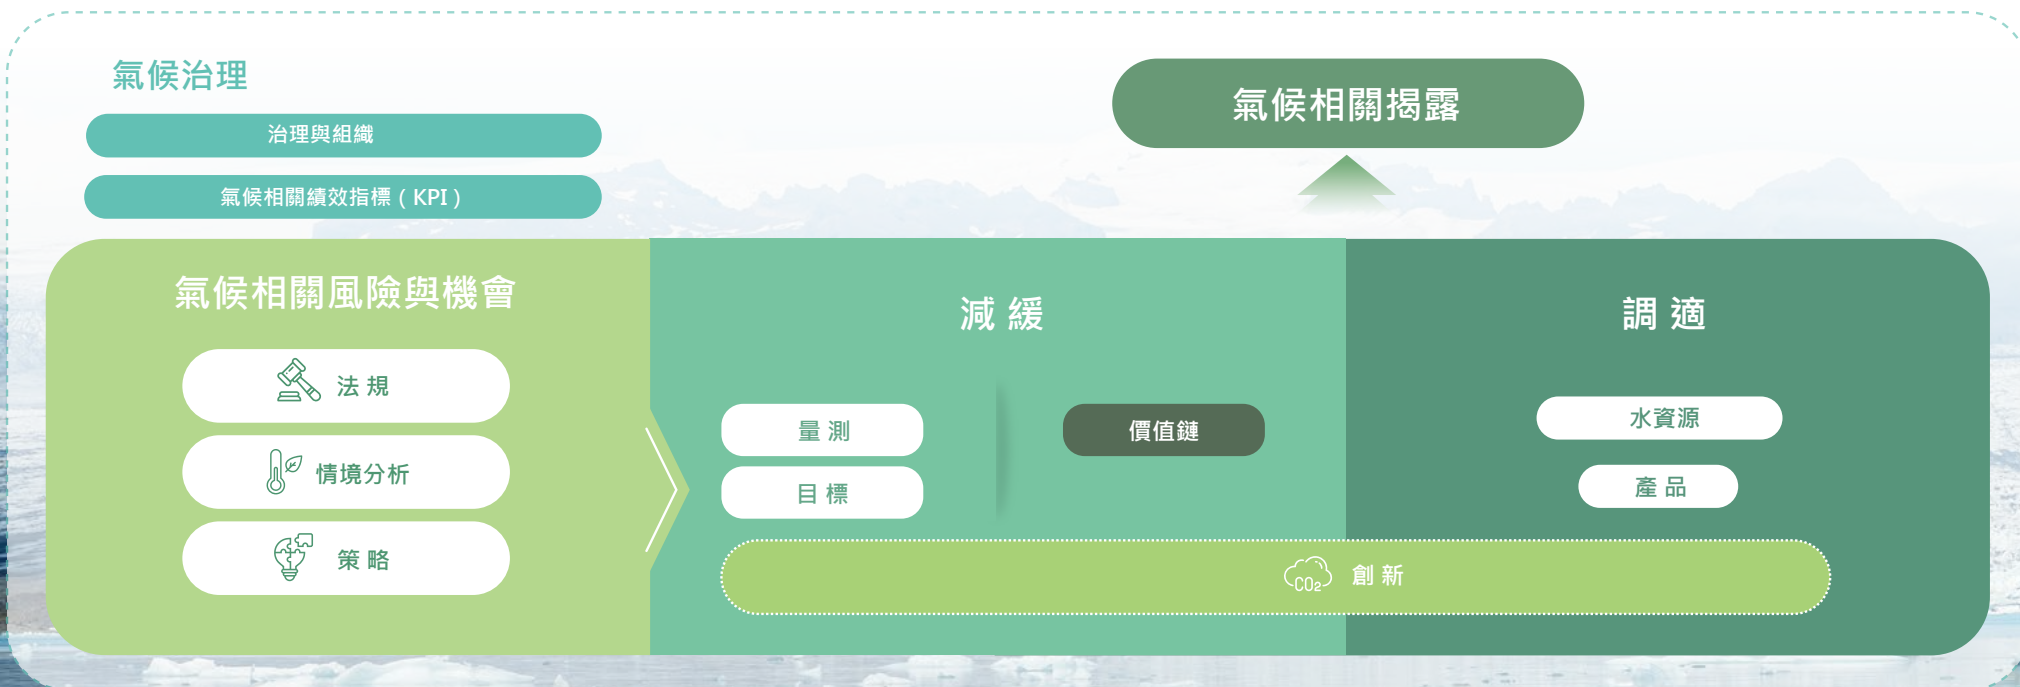 氣候治理
治理與組織
氣候相關績效指標 ( KPI )
氣候相關揭露
氣候相關風險與機會
法 規
情境分析
策 略
減 緩
量 測
目 標
價值鏈
調 適
水資源
產 品
CO₂ 創 新